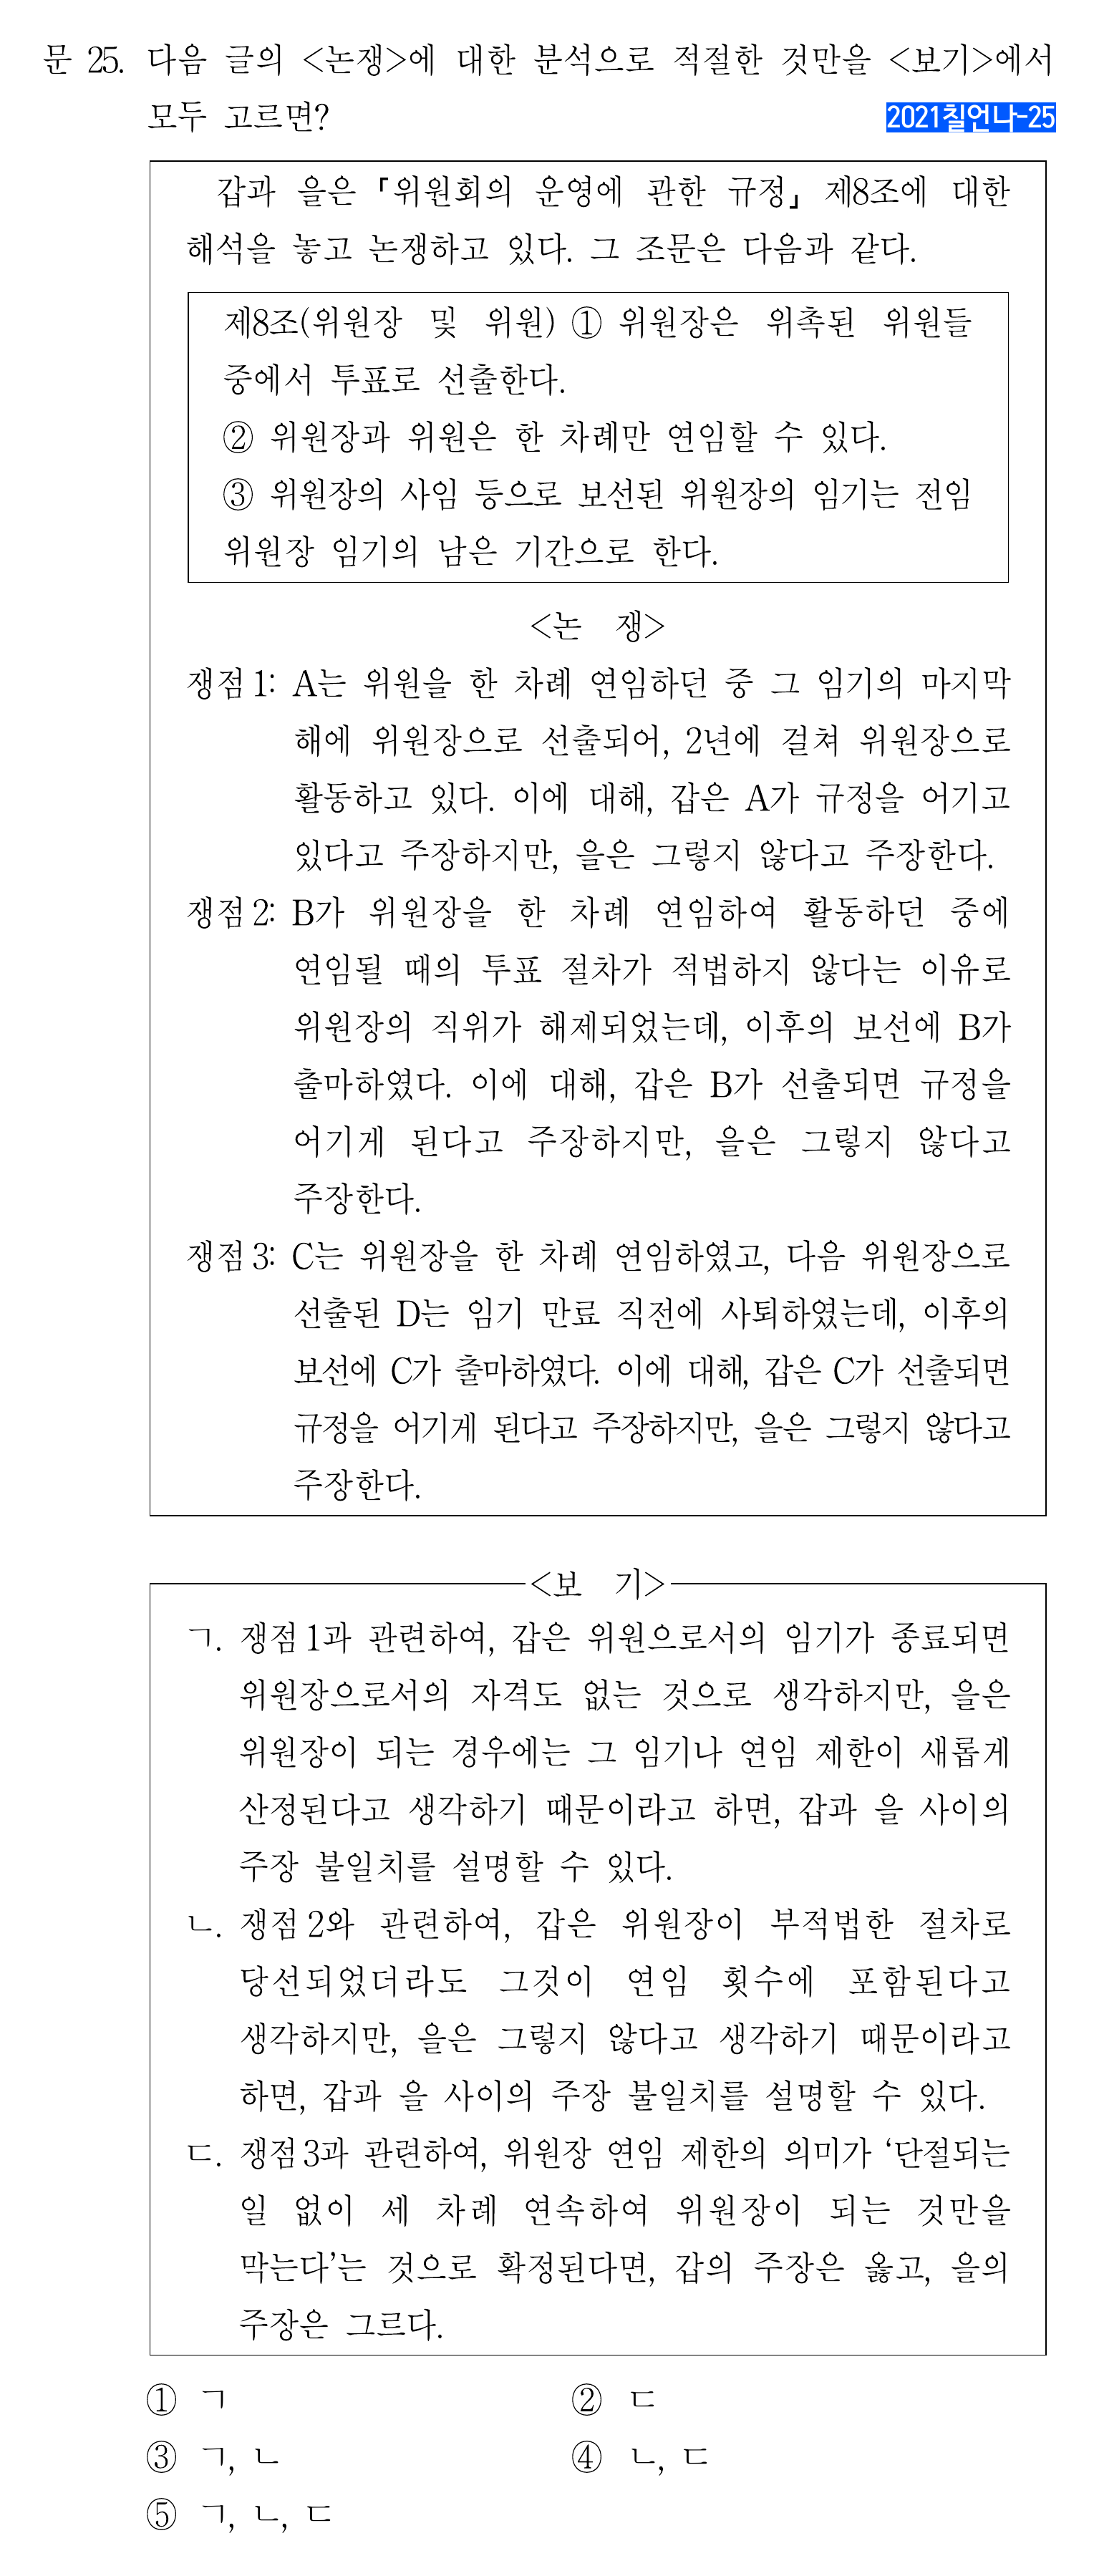 문 25. 다음 글의 <논쟁>에 대한 분석으로 적절한 것만을 <보기>에서
모두 고르면?
2021칠언나-25
갑과 을은 「위원회의 운영에 관한 규정」 제8조에 대한
해석을 놓고 논쟁하고 있다. 그 조문은 다음과 같다.
제8조(위원장 및 위원) ① 위원장은 위촉된 위원들
중에서 투표로 선출한다.
② 위원장과 위원은 한 차례만 연임할 수 있다.
③ 위원장의 사임 등으로 보선된 위원장의 임기는 전임
위원장 임기의 남은 기간으로 한다.
<논 쟁>
쟁점 1: A는 위원을 한 차례 연임하던 중 그 임기의 마지막
해에 위원장으로 선출되어, 2년에 걸쳐 위원장으로
활동하고 있다. 이에 대해, 갑은 A가 규정을 어기고
있다고 주장하지만, 을은 그렇지 않다고 주장한다.
쟁점 2: B가 위원장을 한 차례 연임하여 활동하던 중에
연임될 때의 투표 절차가 적법하지 않다는 이유로
위원장의 직위가 해제되었는데, 이후의 보선에 B가
출마하였다. 이에 대해, 갑은 B가 선출되면 규정을
어기게 된다고 주장하지만, 을은 그렇지 않다고
주장한다.
쟁점 3: C는 위원장을 한 차례 연임하였고, 다음 위원장으로
선출된 D는 임기 만료 직전에 사퇴하였는데, 이후의
보선에 C가 출마하였다. 이에 대해, 갑은 C가 선출되면
규정을 어기게 된다고 주장하지만, 을은 그렇지 않다고
주장한다.
<보 기>
ㄱ. 쟁점 1과 관련하여, 갑은 위원으로서의 임기가 종료되면
위원장으로서의 자격도 없는 것으로 생각하지만, 을은
위원장이 되는 경우에는 그 임기나 연임 제한이 새롭게
산정된다고 생각하기 때문이라고 하면, 갑과 을 사이의
주장 불일치를 설명할 수 있다.
ㄴ. 쟁점 2와 관련하여, 갑은 위원장이 부적법한 절차로
당선되었더라도 그것이 연임 횟수에 포함된다고
생각하지만, 을은 그렇지 않다고 생각하기 때문이라고
하면, 갑과 을 사이의 주장 불일치를 설명할 수 있다.
ㄷ. 쟁점 3과 관련하여, 위원장 연임 제한의 의미가 ‘단절되는
일 없이 세 차례 연속하여 위원장이 되는 것만을
막는다’는 것으로 확정된다면, 갑의 주장은 옳고, 을의
주장은 그르다.
① ㄱ ② ㄷ
③ ㄱ, ㄴ ④ ㄴ, ㄷ
⑤ ㄱ, ㄴ, ㄷ